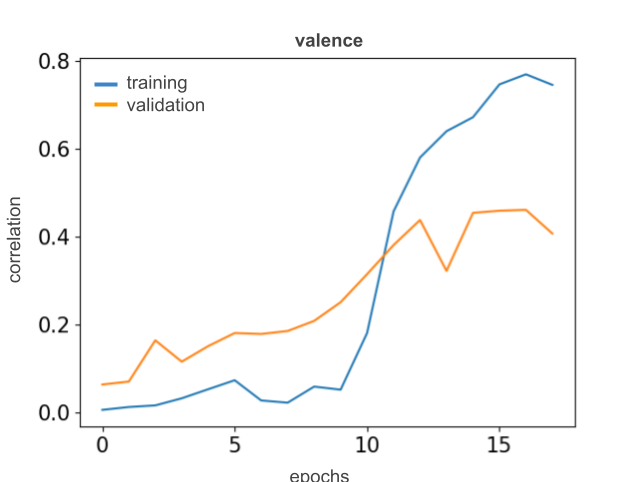 valence
training
validation
correlation
0.8
0.6
0.4
0.2
0.0
0 5 10 15
epochs